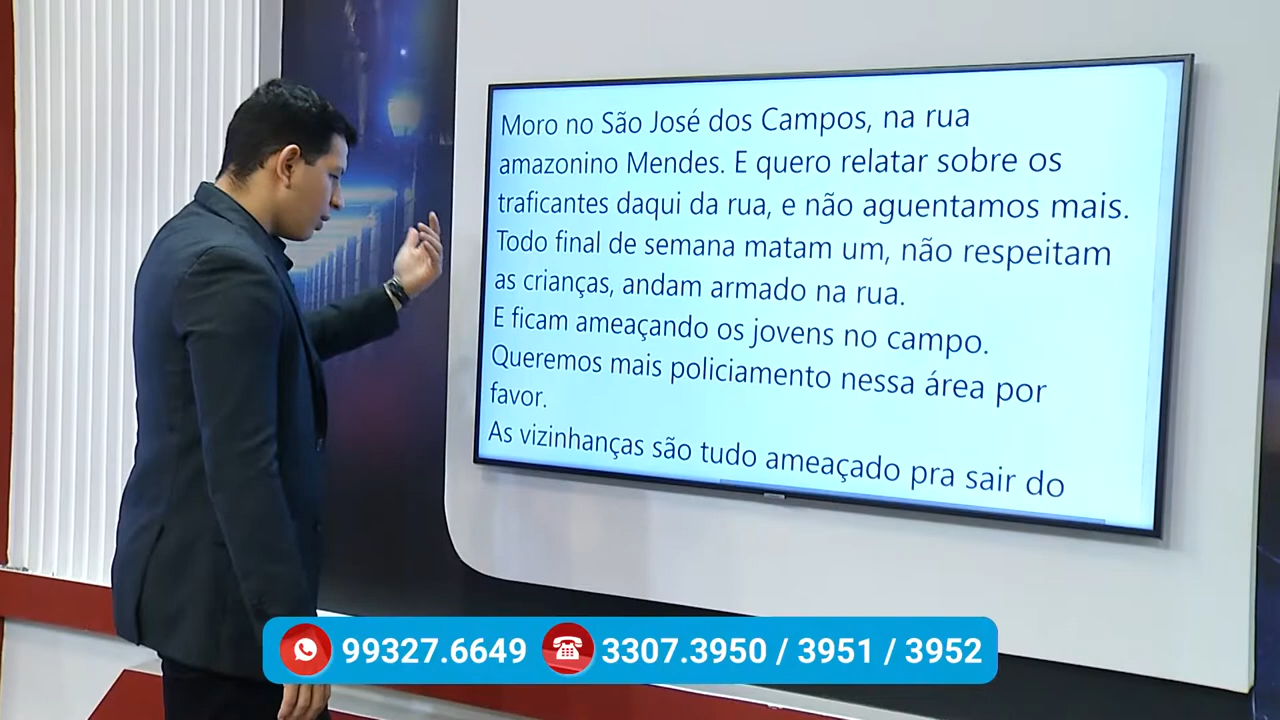 Moro no São José dos Campos, na rua
amazonino Mendes. E quero relatar sobre os
traficantes daqui da rua, e não aguentamos mais.
Todo final de semana matam um, não respeitam
as crianças, andam armado na rua.
E ficam ameaçando os jovens no campo.
Queremos mais policiamento nessa área por
favor.
As vizinhanças são tudo ameaçado pra sair do
99327.6649 3307.3950 / 3951 / 3952